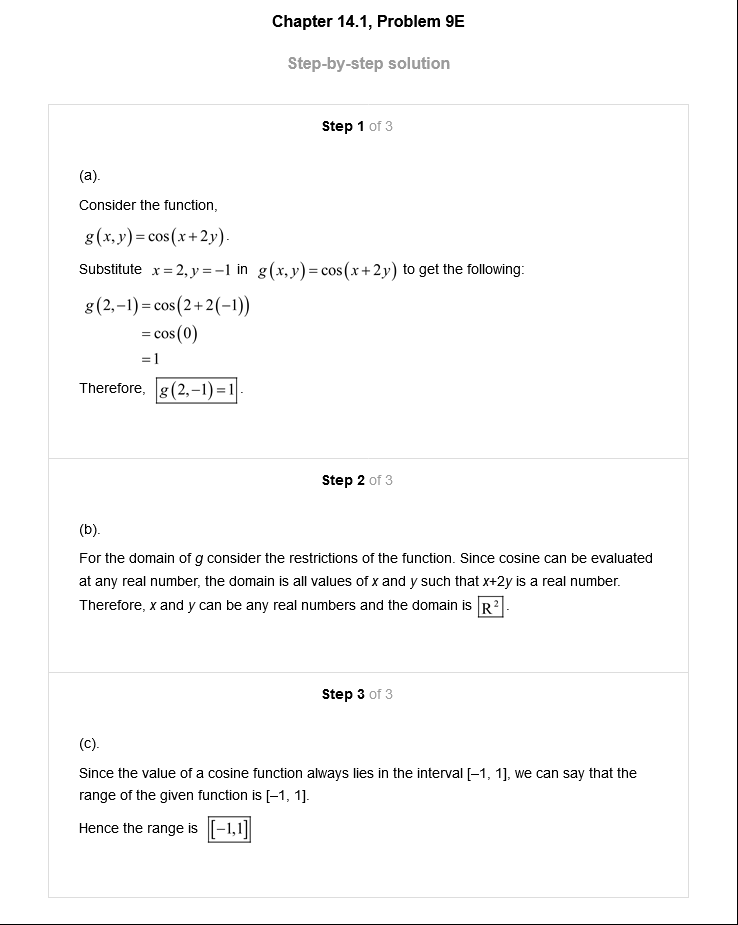 Chapter 14.1, Problem 9E
Step-by-step solution
Step 1 of 3
(a).
Consider the function,
g(x, y)=cos(x+2y).
Substitute x=2, y=−1 in g(x, y)=cos(x+2y) to get the following:
g(2,−1)=cos(2+2(−1))
=cos(0)
=1
Therefore, g(2,−1)=1.
Step 2 of 3
(b).
For the domain of g consider the restrictions of the function. Since cosine can be evaluated
at any real number, the domain is all values of x and y such that x+2y is a real number.
Therefore, x and y can be any real numbers and the domain is R².
Step 3 of 3
(c).
Since the value of a cosine function always lies in the interval [–1, 1], we can say that the
range of the given function is [–1, 1].
Hence the range is [−1,1]